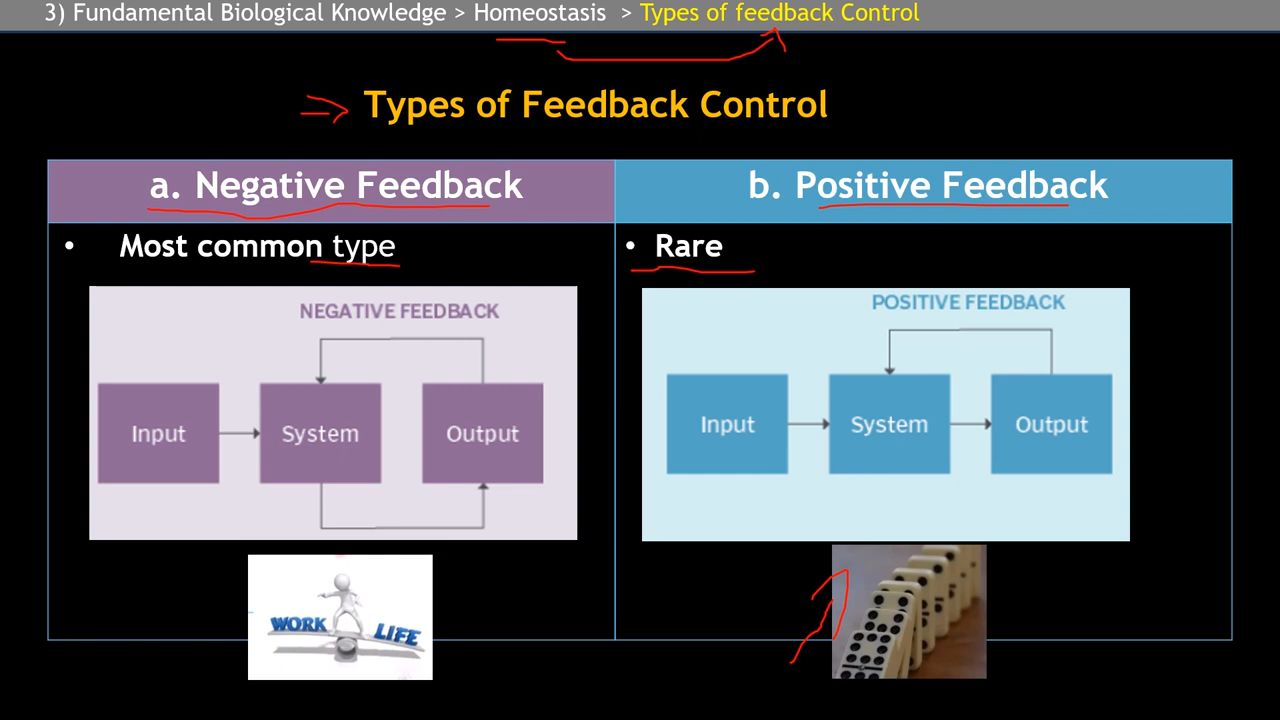 3) Fundamental Biological Knowledge > Homeostasis > Types of feedback Control
Types of Feedback Control
a. Negative Feedback
b. Positive Feedback
• Most common type
• Rare
NEGATIVE FEEDBACK
Input
System
Output
POSITIVE FEEDBACK
Input
System
Output
WORK LIFE